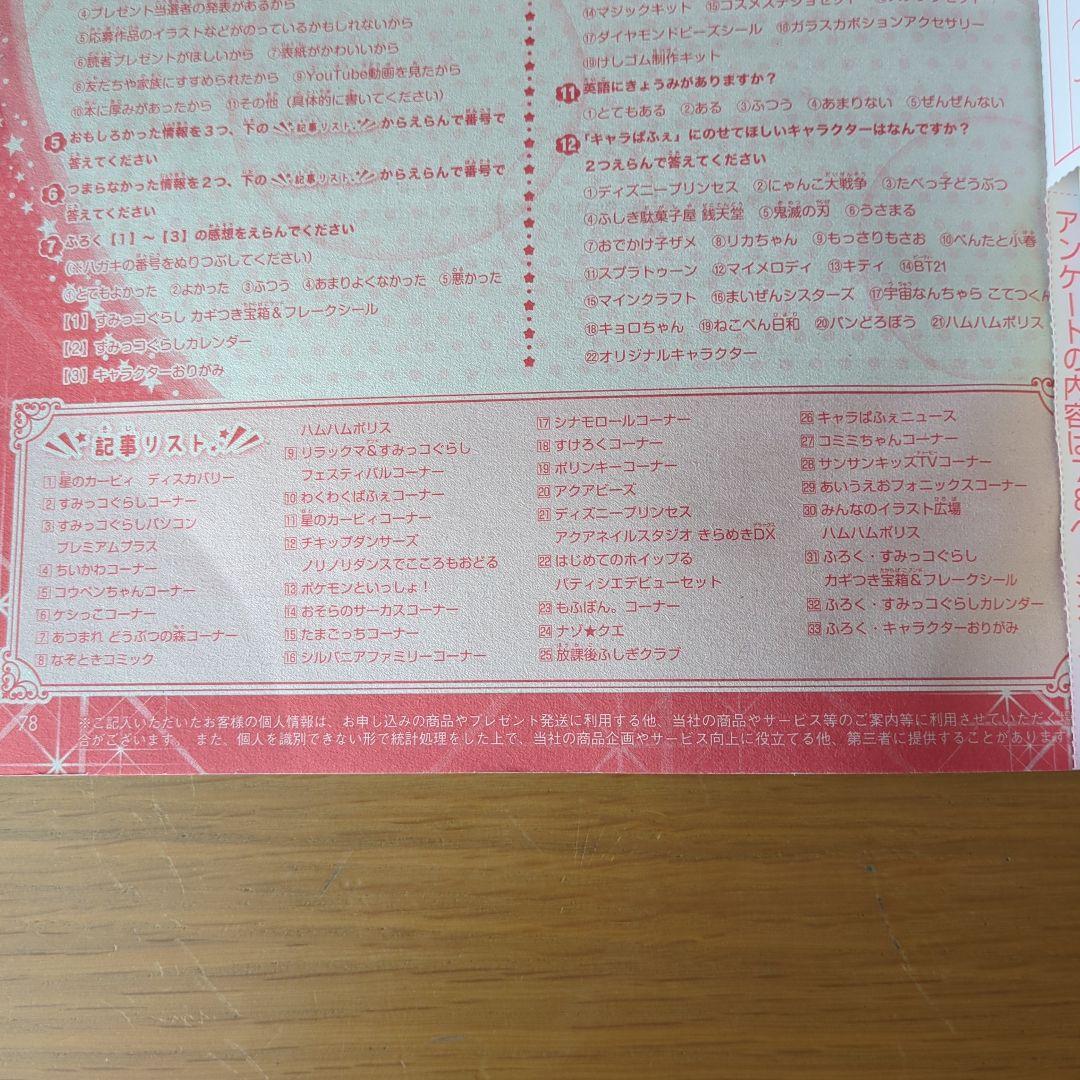 ④プレゼント当選者の発表があるから
⑤応募作品のイラストなどがのっているかもしれないから
⑥読者プレゼントがほしいから ⑦表紙がかわいいから
⑧友だちや家族にすすめられたから ⑨YouTube動画を見たから
⑩本に厚みがあったから ⑪その他（具体的に書いてください）
5 おもしろかった情報を３つ、下の 記事リスト からえらんで番号で
答えてください
6 つまらなかった情報を２つ、下の 記事リスト からえらんで番号で
答えてください
7 ふろく【1】～【3】の感想をえらんでください
（※ハガキの番号をぬりつぶしてください）
①とてもよかった ②よかった ③ふつう ④あまりよくなかった ⑤悪かった
【1】すみっコぐらし カギつき宝箱＆フレークシール
【2】すみっコぐらしカレンダー
【3】キャラクターおりがみ
⑭マジックキット ⑮コスメステショセット
⑰ダイヤモンドビーズシール ⑱ガラスカボションアクセサリー
⑲けしゴム制作キット
11 英語にきょうみがありますか？
①とてもある ②ある ③ふつう ④あまりない ⑤ぜんぜんない
12 「キャラぱふぇ」にのせてほしいキャラクターはなんですか？
２つえらんで答えてください
①ディズニープリンセス ②にゃんこ大戦争 ③たべっ子どうぶつ
④ふしぎ駄菓子屋 銭天堂 ⑤鬼滅の刃 ⑥うさまる
⑦おでかけ子ザメ ⑧リカちゃん ⑨もっさりもさお ⑩ぺんたと小春
⑪スプラトゥーン ⑫マイメロディ ⑬キティ ⑭BT21
⑮マインクラフト ⑯まいぜんシスターズ ⑰宇宙なんちゃら こてつくん
⑱キョロちゃん ⑲ねこぺん日和 ⑳パンどろぼう ㉑ハムハムポリス
㉒オリジナルキャラクター
記事リスト
1 星のカービィ ディスカバリー
2 すみっコぐらしコーナー
3 すみっコぐらしパソコン
プレミアムプラス
4 ちいかわコーナー
5 コウペンちゃんコーナー
6 ケシっこコーナー
7 あつまれ どうぶつの森コーナー
8 なぞときコミック
ハムハムポリス
9 リラックマ＆すみっコぐらし
フェスティバルコーナー
10 わくわくぱふぇコーナー
11 星のカービィコーナー
12 チキップダンサーズ
ノリノリダンスでこころもおどる
13 ポケモンといっしょ！
14 おそらのサーカスコーナー
15 たまごっちコーナー
16 シルバニアファミリーコーナー
17 シナモロールコーナー
18 すけろくコーナー
19 ポリンキーコーナー
20 アクアビーズ
21 ディズニープリンセス
アクアネイルスタジオ きらめきDX
22 はじめてのホイップる
パティシエデビューセット
23 もふぽん。コーナー
24 ナゾ★クエ
25 放課後ふしぎクラブ
26 キャラぱふぇニュース
27 コミミちゃんコーナー
28 サンサンキッズTVコーナー
29 あいうえおフォニックスコーナー
30 みんなのイラスト広場
ハムハムポリス
31 ふろく・すみっコぐらし
カギつき宝箱＆フレークシール
32 ふろく・すみっコぐらしカレンダー
33 ふろく・キャラクターおりがみ
78
※ご記入いただいたお客様の個人情報は、お申し込みの商品やプレゼント発送に利用する他、当社の商品やサービス等のご案内等に利用させていただく場
合がございます。 また、個人を識別できない形で統計処理をした上で、当社の商品企画やサービス向上に役立てる他、第三者に提供することがあります
アンケートの内容は78ペ